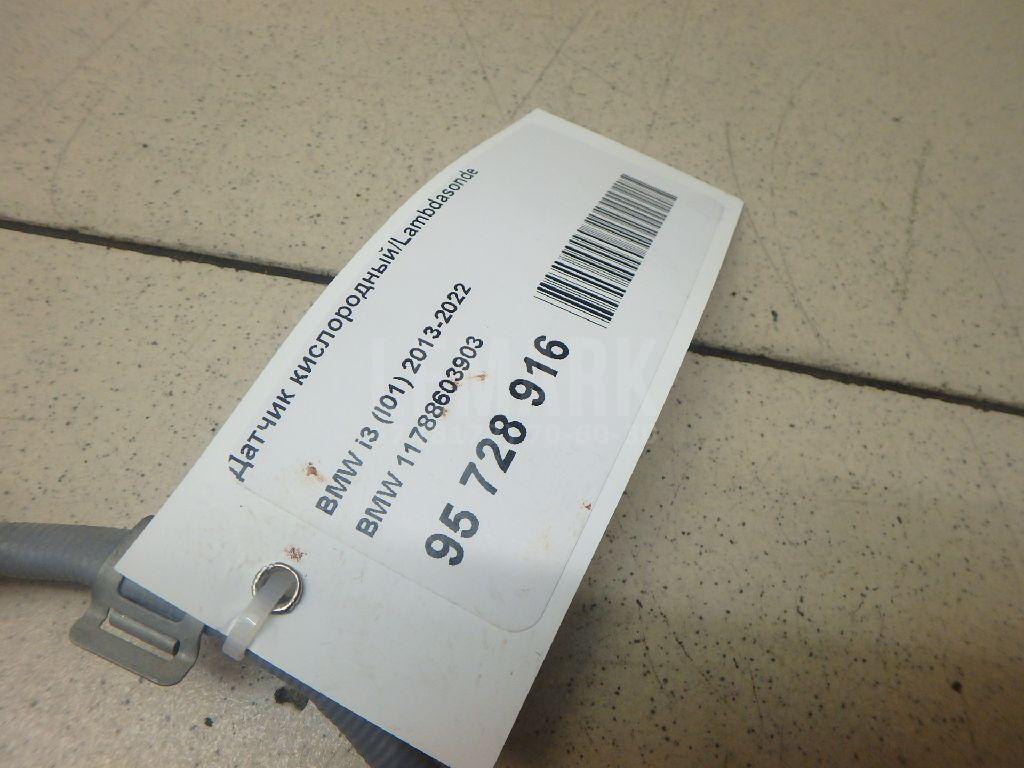 Датчик кислородный/Lambdasonde
BMW i3 (I01) 2013-2022
BMW 11788603903
95 728 916